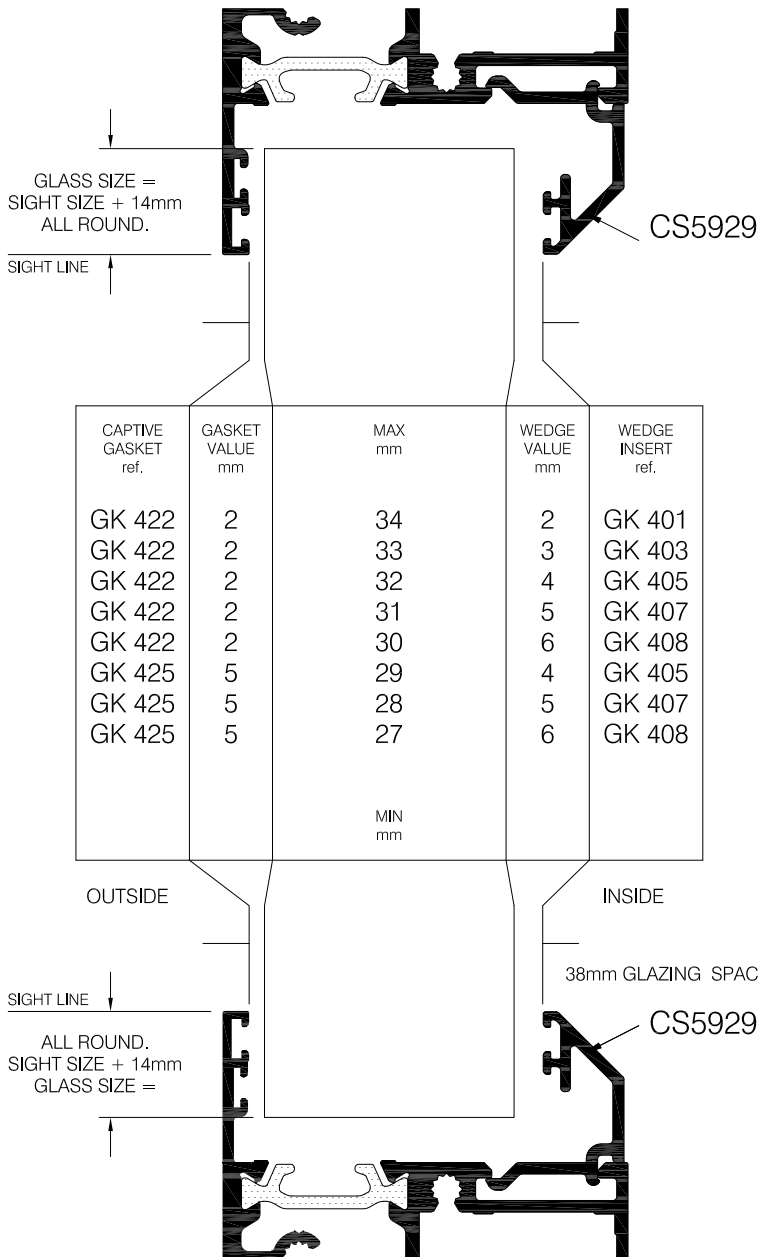 GLASS SIZE =
SIGHT SIZE + 14mm
ALL ROUND.
SIGHT LINE
CS5929
CAPTIVE GASKET ref. GASKET VALUE mm MAX mm WEDGE VALUE mm WEDGE INSERT ref.
GK 422 2 34 2 GK 401
GK 422 2 33 3 GK 403
GK 422 2 32 4 GK 405
GK 422 2 31 5 GK 407
GK 422 2 30 6 GK 408
GK 425 5 29 4 GK 405
GK 425 5 28 5 GK 407
GK 425 5 27 6 GK 408
MIN
mm
OUTSIDE INSIDE
38mm GLAZING SPAC
SIGHT LINE
CS5929
ALL ROUND.
SIGHT SIZE + 14mm
GLASS SIZE =